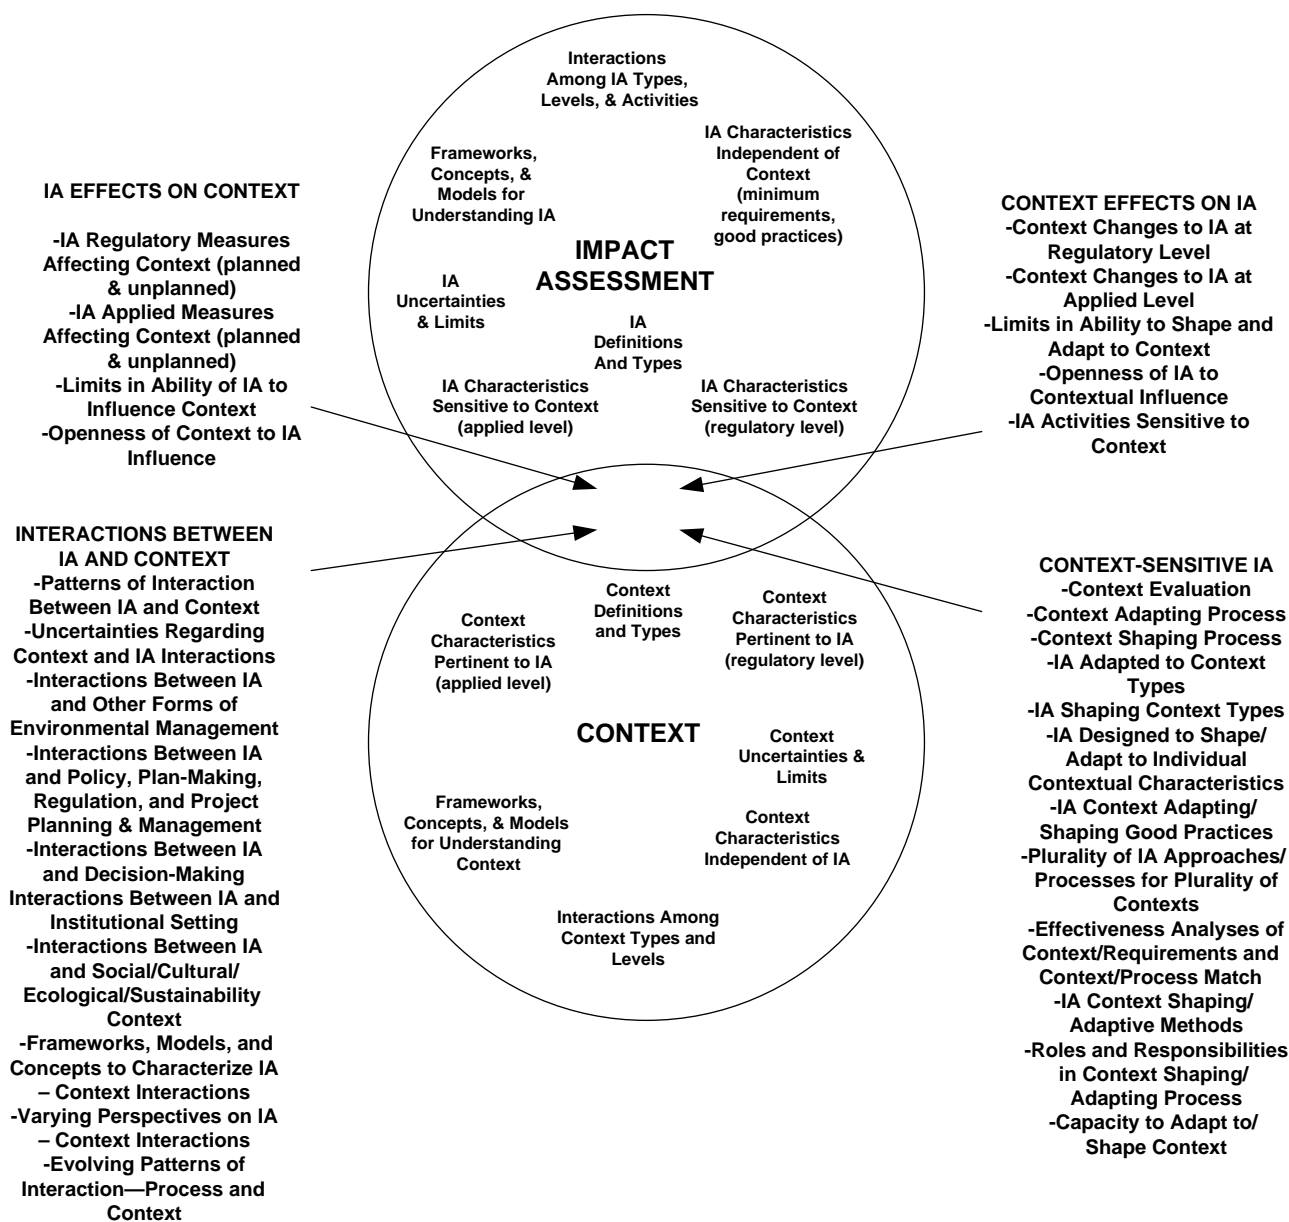 Interactions
Among IA Types,
Levels, & Activities
IA Characteristics
Independent of
Context
(minimum
requirements,
good practices)
Frameworks,
Concepts, &
Models for
Understanding IA
IMPACT
ASSESSMENT
IA
Uncertainties
& Limits
IA
Definitions
And Types
IA Characteristics
Sensitive to Context
(applied level)
IA Characteristics
Sensitive to Context
(regulatory level)
IA EFFECTS ON CONTEXT
-IA Regulatory Measures
Affecting Context (planned
& unplanned)
-IA Applied Measures
Affecting Context (planned
& unplanned)
-Limits in Ability of IA to
Influence Context
-Openness of Context to IA
Influence
CONTEXT EFFECTS ON IA
-Context Changes to IA at
Regulatory Level
-Context Changes to IA at
Applied Level
-Limits in Ability to Shape and
Adapt to Context
-Openness of IA to
Contextual Influence
-IA Activities Sensitive to
Context
INTERACTIONS BETWEEN
IA AND CONTEXT
-Patterns of Interaction
Between IA and Context
-Uncertainties Regarding
Context and IA Interactions
-Interactions Between IA
and Other Forms of
Environmental Management
-Interactions Between IA
and Policy, Plan-Making,
Regulation, and Project
Planning & Management
-Interactions Between IA
and Decision-Making
Interactions Between IA and
Institutional Setting
-Interactions Between IA
and Social/Cultural/
Ecological/Sustainability
Context
-Frameworks, Models, and
Concepts to Characterize IA
– Context Interactions
-Varying Perspectives on IA
– Context Interactions
-Evolving Patterns of
Interaction—Process and
Context
Context
Definitions
and Types
Context
Characteristics
Pertinent to IA
(regulatory level)
Context
Characteristics
Pertinent to IA
(applied level)
CONTEXT
Context
Uncertainties &
Limits
Frameworks,
Concepts, & Models
for Understanding
Context
Context
Characteristics
Independent of IA
Interactions Among
Context Types and
Levels
CONTEXT-SENSITIVE IA
-Context Evaluation
-Context Adapting Process
-Context Shaping Process
-IA Adapted to Context
Types
-IA Shaping Context Types
-IA Designed to Shape/
Adapt to Individual
Contextual Characteristics
-IA Context Adapting/
Shaping Good Practices
-Plurality of IA Approaches/
Processes for Plurality of
Contexts
-Effectiveness Analyses of
Context/Requirements and
Context/Process Match
-IA Context Shaping/
Adaptive Methods
-Roles and Responsibilities
in Context Shaping/
Adapting Process
-Capacity to Adapt to/
Shape Context